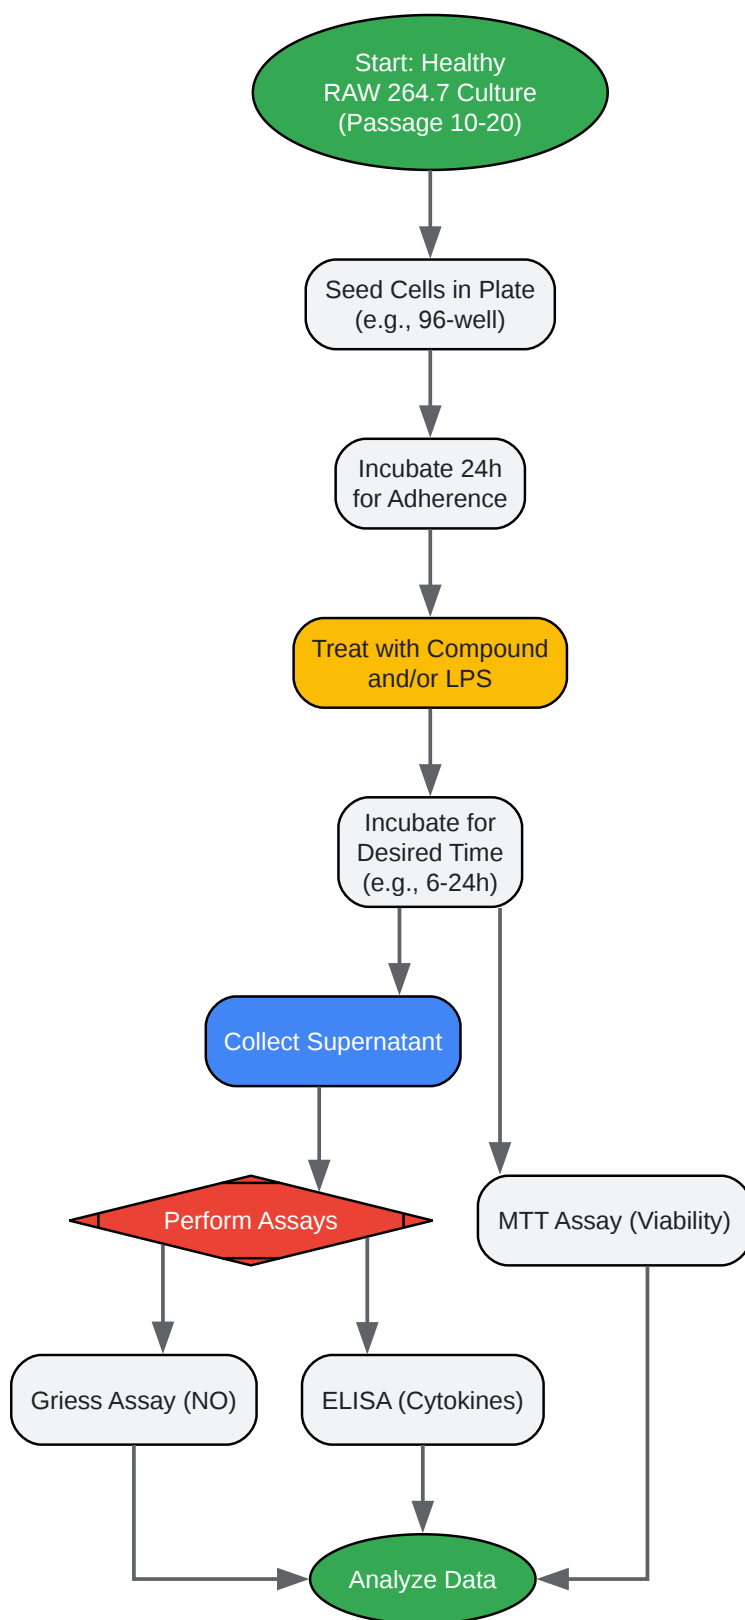 Start: Healthy
RAW 264.7 Culture
(Passage 10-20)
Seed Cells in Plate
(e.g., 96-well)
Incubate 24h
for Adherence
Treat with Compound
and/or LPS
Incubate for
Desired Time
(e.g., 6-24h)
Collect Supernatant
Perform Assays
MTT Assay (Viability)
Griess Assay (NO)
ELISA (Cytokines)
Analyze Data